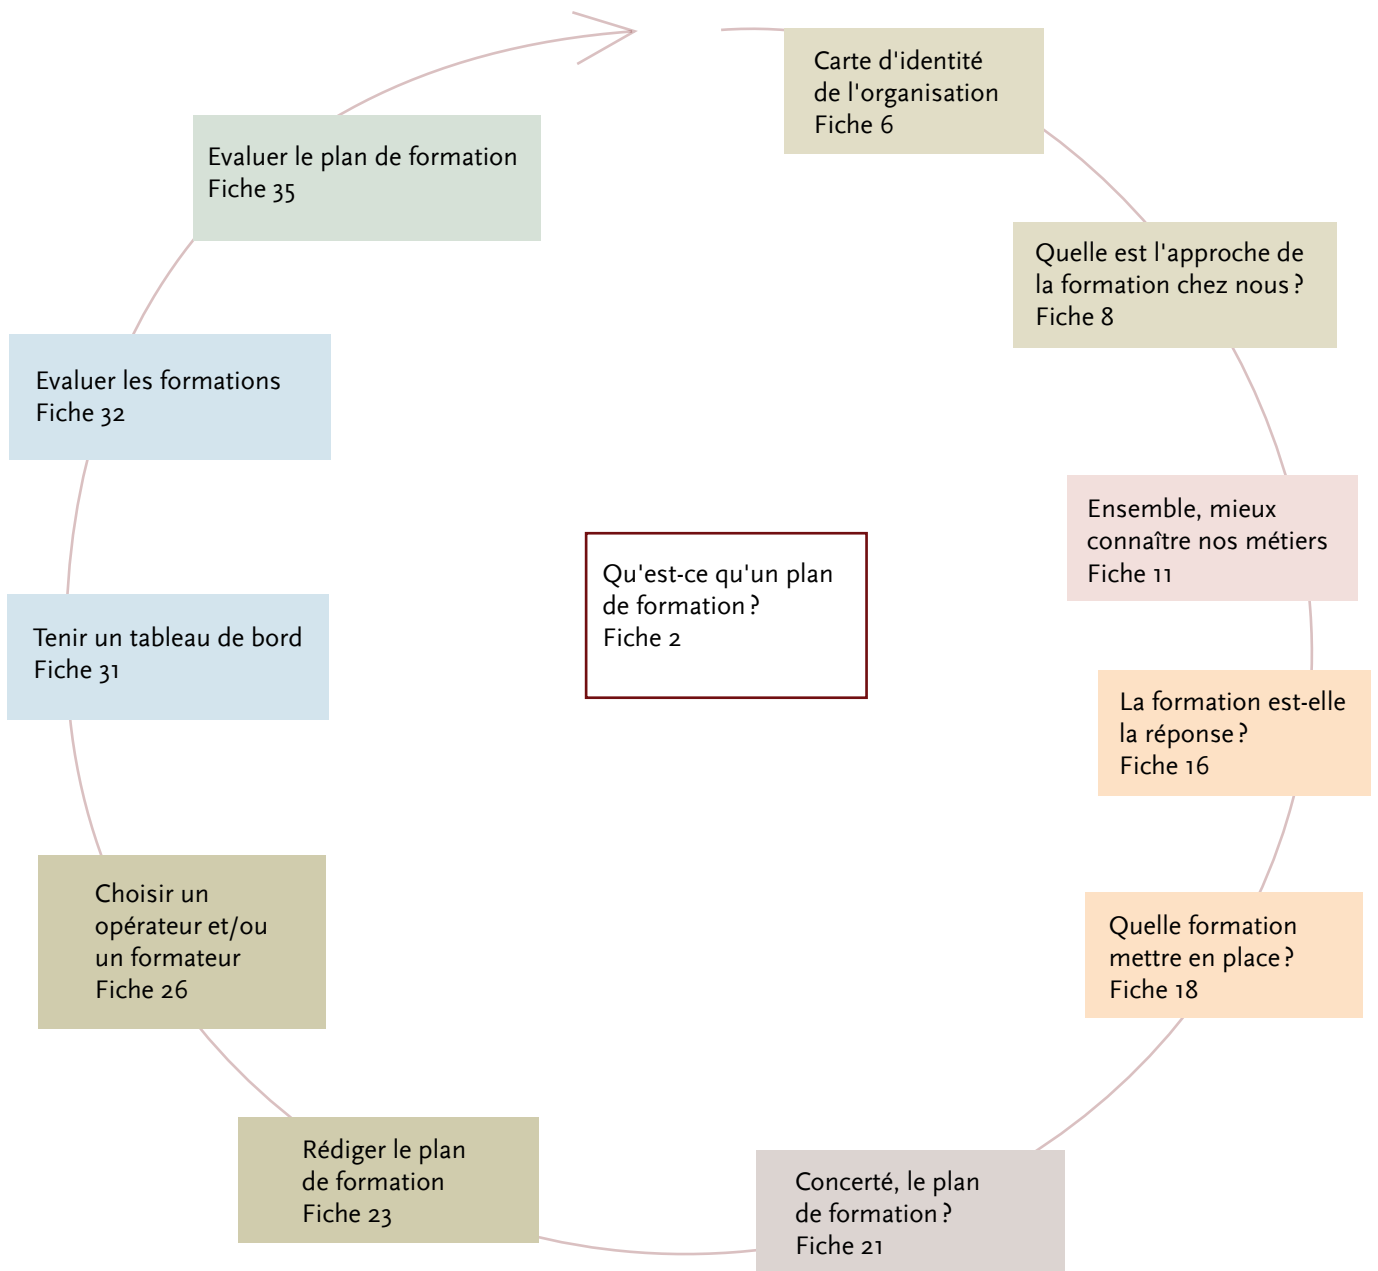 Carte d'identité
de l'organisation
Fiche 6
Quelle est l'approche de
la formation chez nous ?
Fiche 8
Ensemble, mieux
connaître nos métiers
Fiche 11
La formation est-elle
la réponse ?
Fiche 16
Quelle formation
mettre en place ?
Fiche 18
Concerté, le plan
de formation ?
Fiche 21
Rédiger le plan
de formation
Fiche 23
Choisir un
opérateur et/ou
un formateur
Fiche 26
Tenir un tableau de bord
Fiche 31
Evaluer les formations
Fiche 32
Evaluer le plan de formation
Fiche 35
Qu'est-ce qu'un plan
de formation ?
Fiche 2